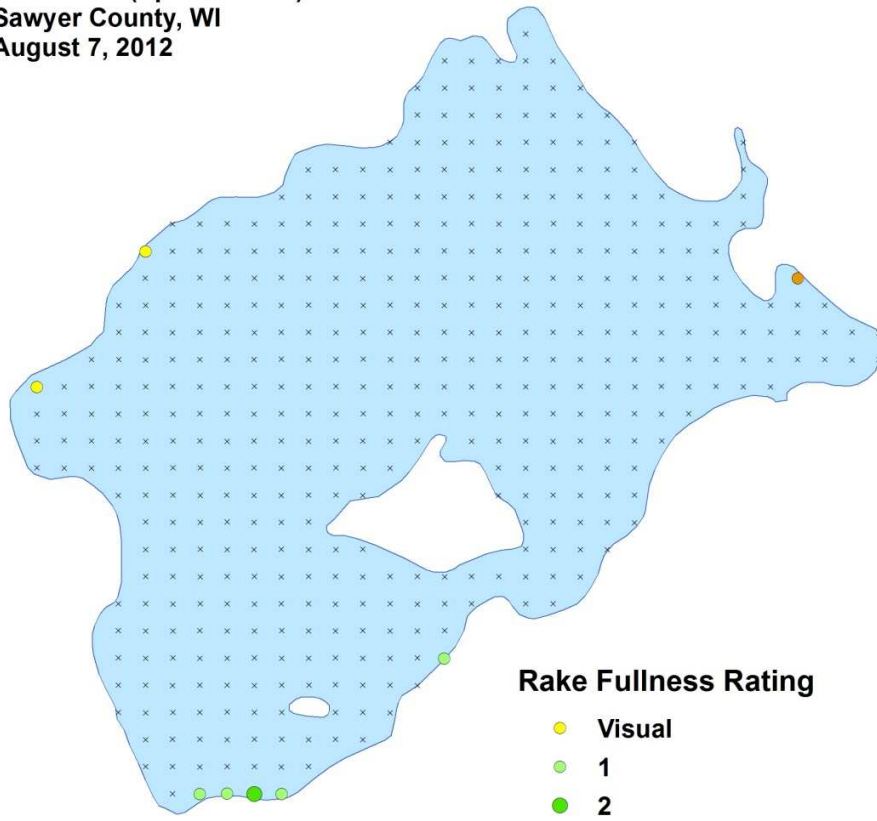 Sawyer County, WI
August 7, 2012
Rake Fullness Rating
Visual
1
2